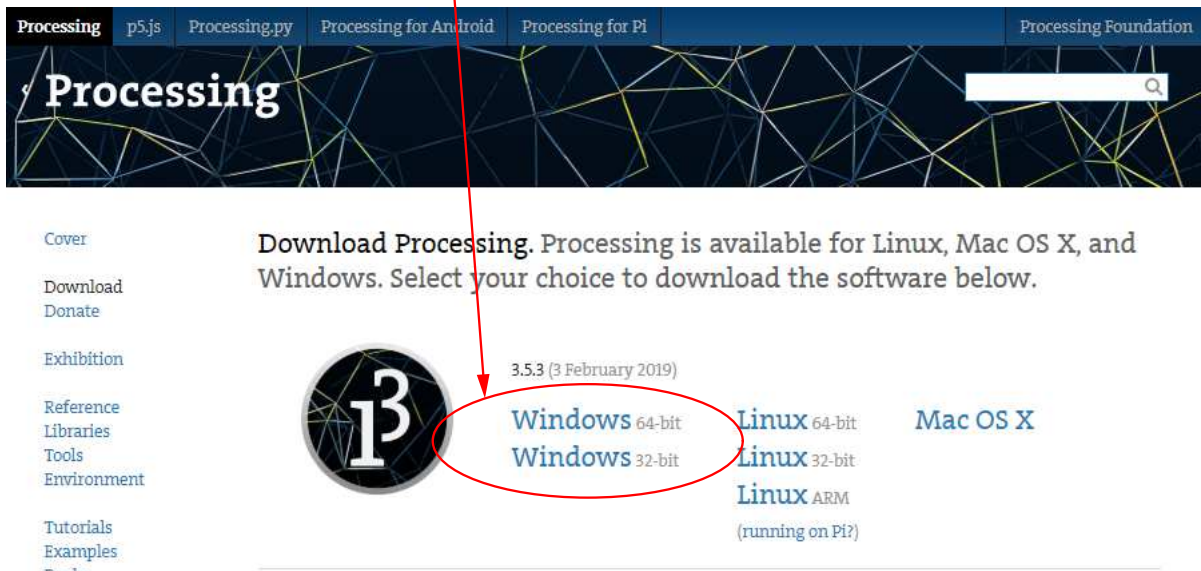 Processing p5.js Processing.py Processing for Android Processing for Pi Processing Foundation
Processing
Cover
Download
Donate
Exhibition
Reference
Libraries
Tools
Environment
Tutorials
Examples
Download Processing. Processing is available for Linux, Mac OS X, and
Windows. Select your choice to download the software below.
3.5.3 (3 February 2019)
Windows 64-bit
Windows 32-bit
Linux 64-bit
Linux 32-bit
Linux ARM
(running on Pi?)
Mac OS X